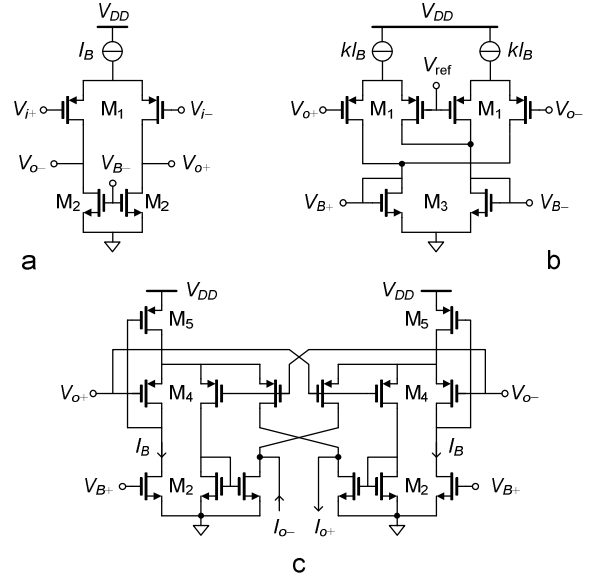 V_DD
I_B
V_i+
M_1
V_i−
V_o−
V_B−
V_o+
M_2
M_2
a
V_DD
kI_B
kI_B
V_ref
V_o+
M_1
M_1
V_o−
V_B+
M_3
V_B−
b
V_DD
V_DD
M_5
M_5
V_o+
M_4
M_4
V_o−
I_B
I_B
V_B+
M_2
M_2
V_B+
I_o−
I_o+
c